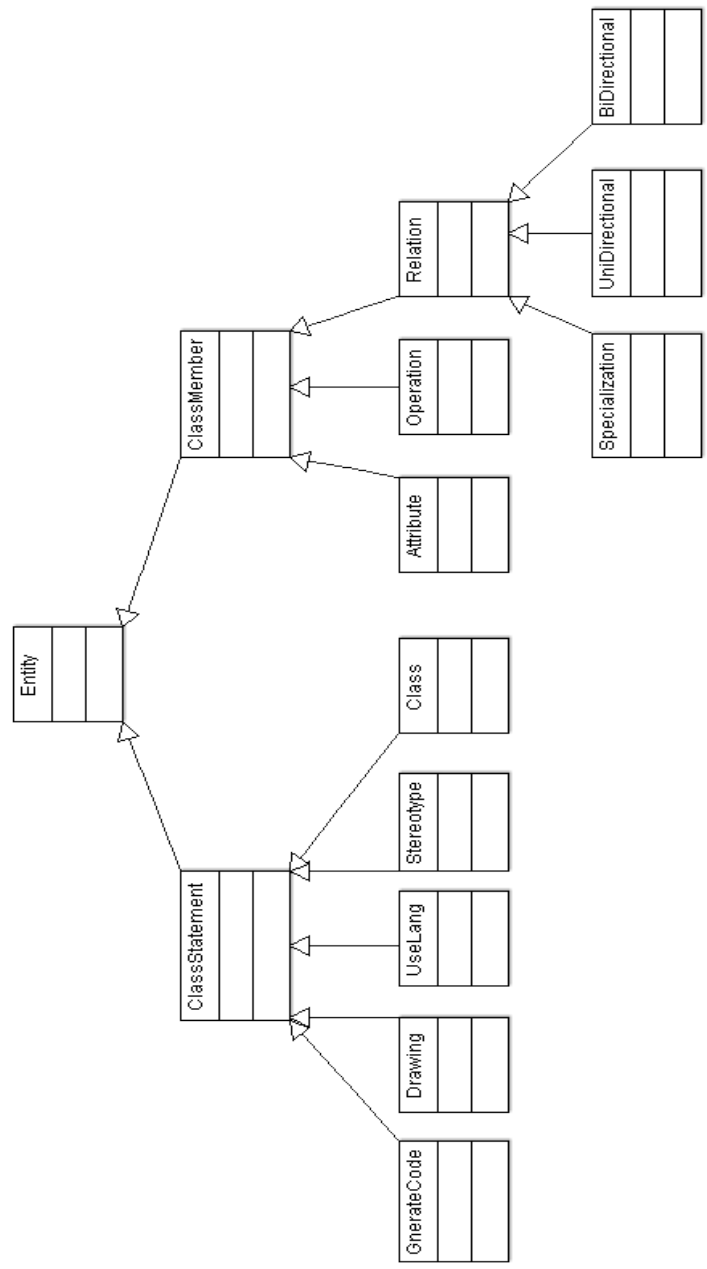 Entity
ClassStatement
ClassMember
GnerateCode
Drawing
UseLang
Stereotype
Class
Attribute
Operation
Relation
Specialization
UniDirectional
BiDirectional